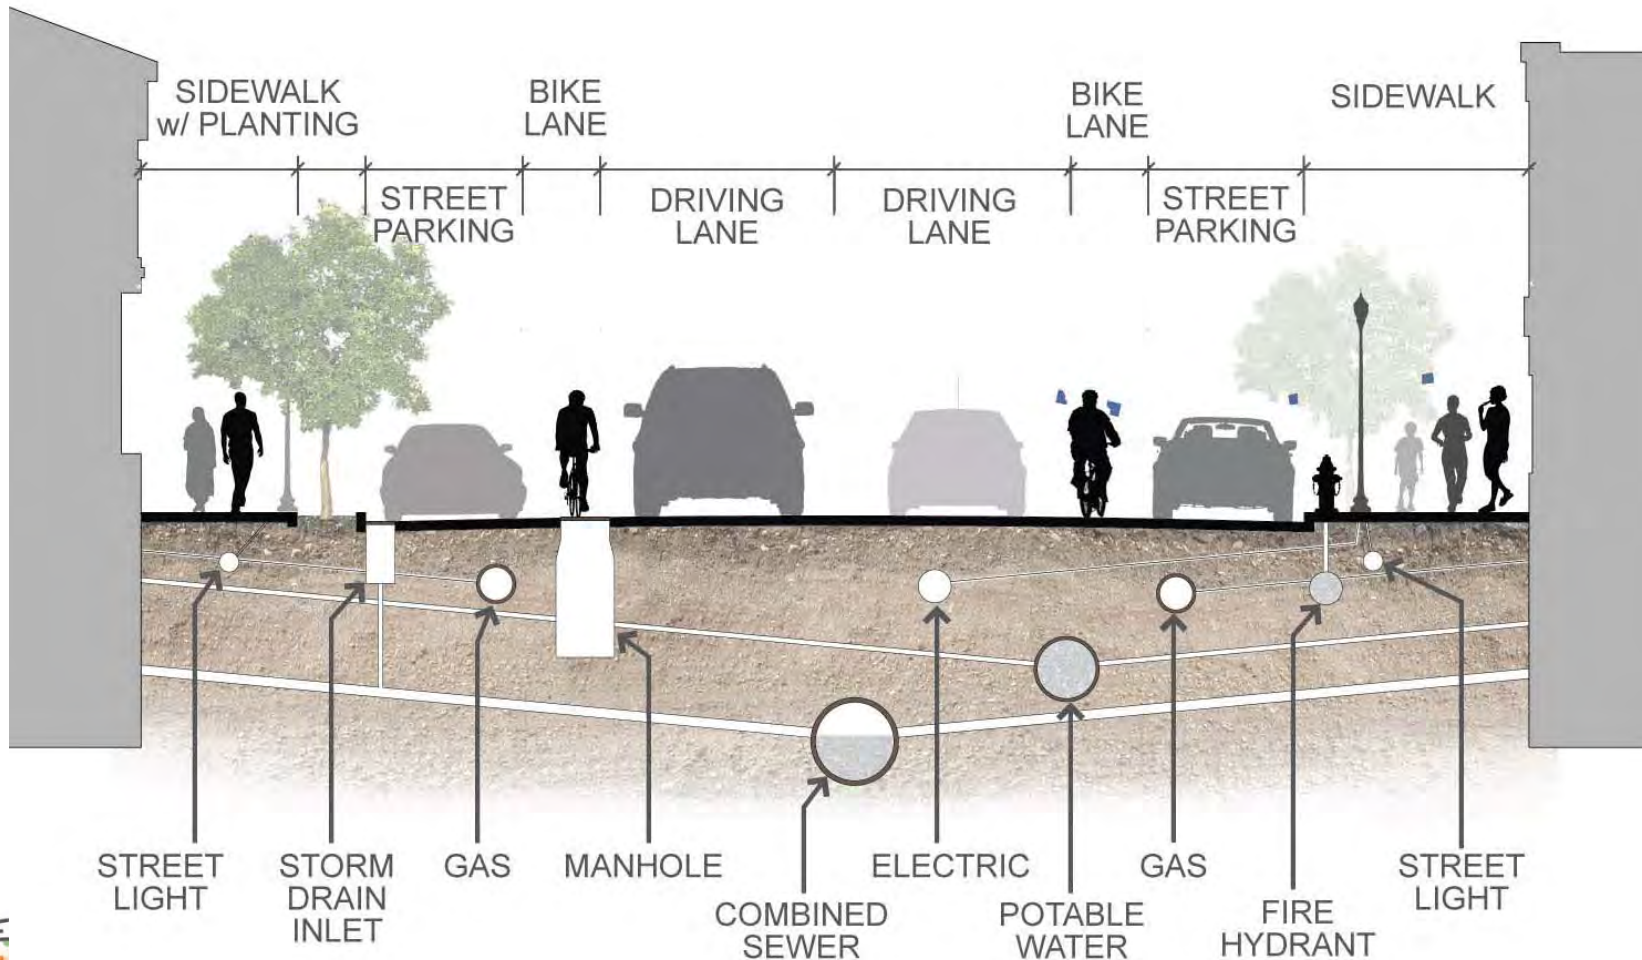 SIDEWALK
w/ PLANTING
BIKE
LANE
BIKE
LANE
SIDEWALK
STREET
PARKING
DRIVING
LANE
DRIVING
LANE
STREET
PARKING
STREET
LIGHT
STORM
DRAIN
INLET
GAS
MANHOLE
COMBINED
SEWER
ELECTRIC
POTABLE
WATER
GAS
FIRE
HYDRANT
STREET
LIGHT